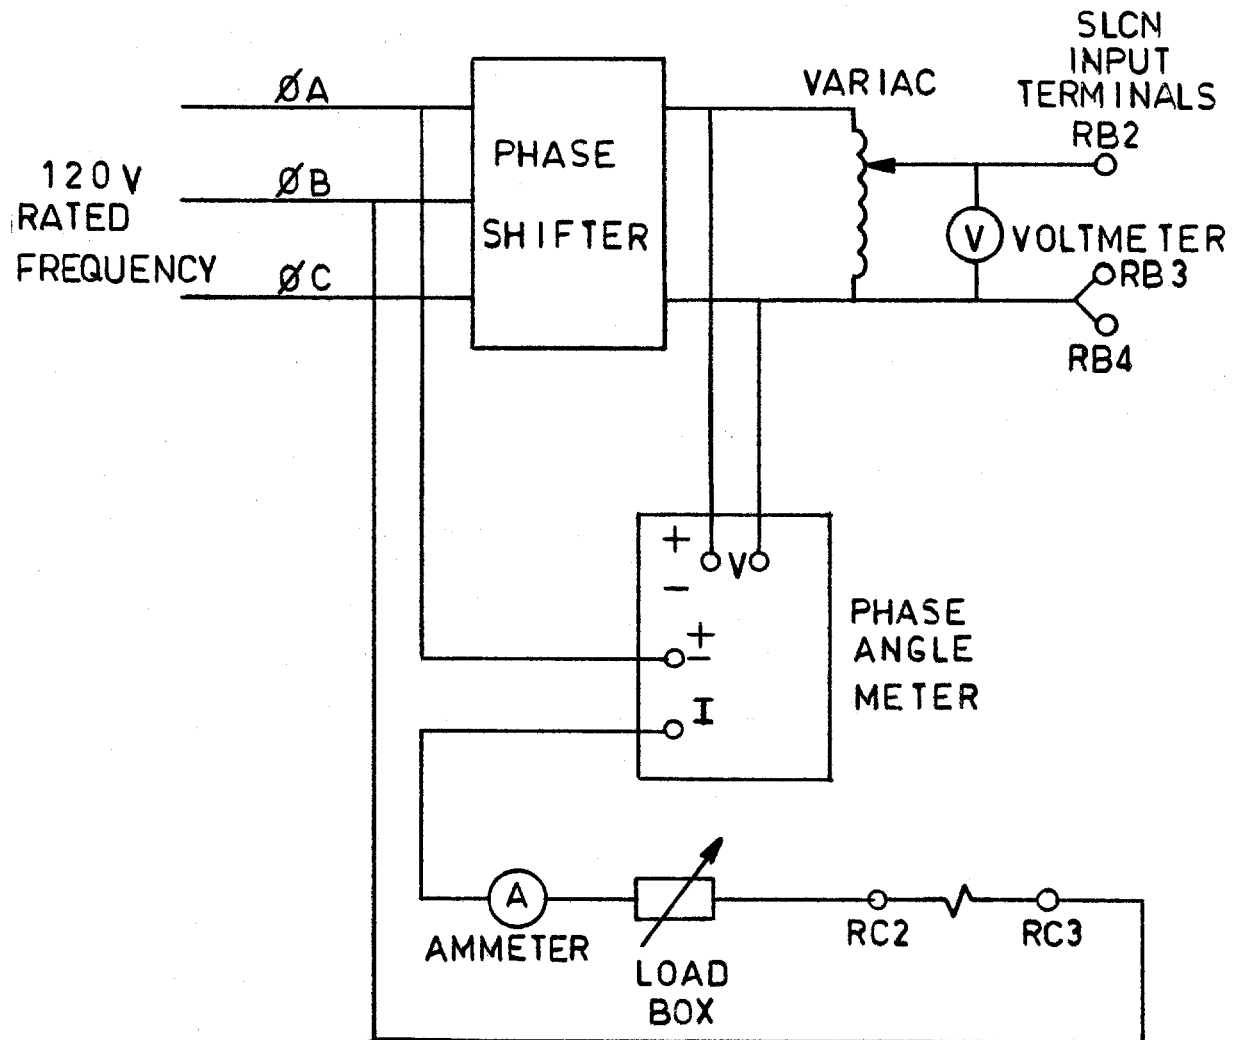 SLCN
INPUT
TERMINALS
RB2
VARIAC
ØA
PHASE
SHIFTER
120V
RATED
FREQUENCY
ØB
ØC
V VOLTMETER
RB3
RB4
+
V
-
+
-
I
PHASE
ANGLE
METER
A
AMMETER
LOAD
BOX
RC2
RC3